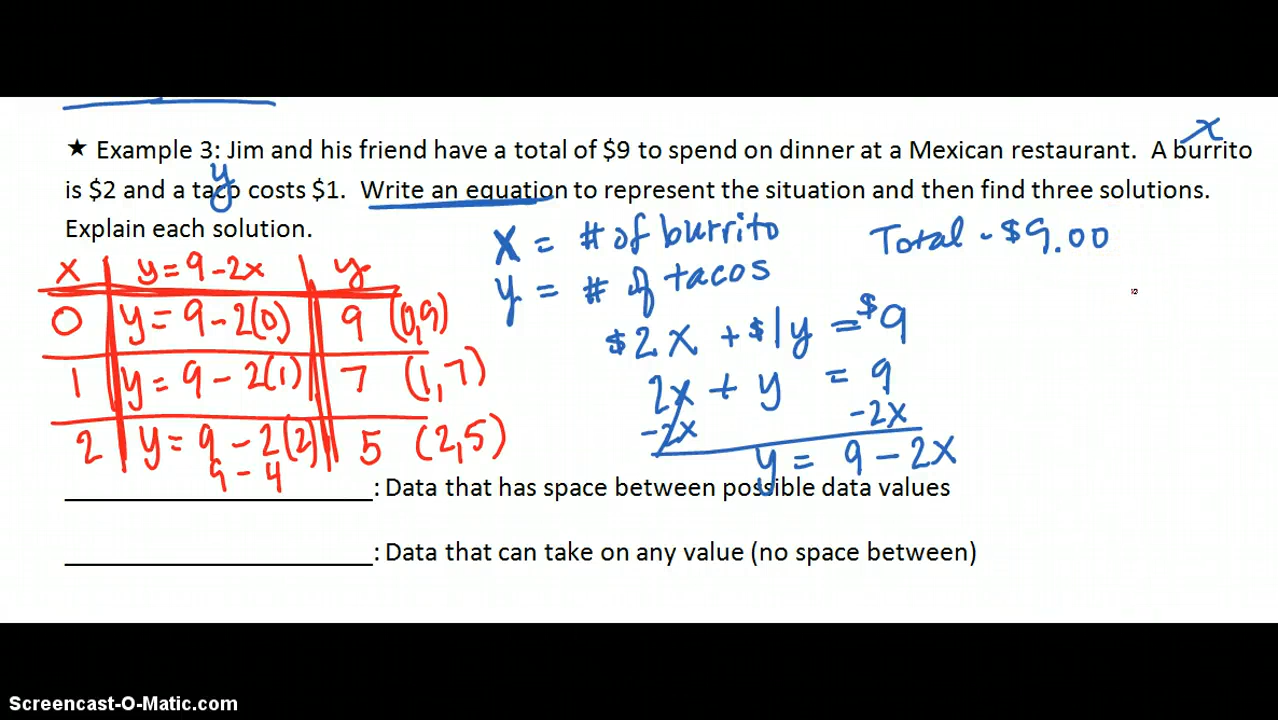 x
★ Example 3: Jim and his friend have a total of $9 to spend on dinner at a Mexican restaurant. A burrito
y
is $2 and a taco costs $1. Write an equation to represent the situation and then find three solutions.
Explain each solution.
x = # of burrito
Total - $9.00
y = # of tacos
$2x + $1y = $9
2x + y = 9
-2x -2x
y = 9 - 2x
x y = 9 - 2x y
0 y = 9 - 2(0) 9 (0,9)
1 y = 9 - 2(1) 7 (1,7)
2 y = 9 - 2(2) 5 (2,5)
9 - 4
____________________: Data that has space between possible data values
____________________: Data that can take on any value (no space between)
Screencast-O-Matic.com